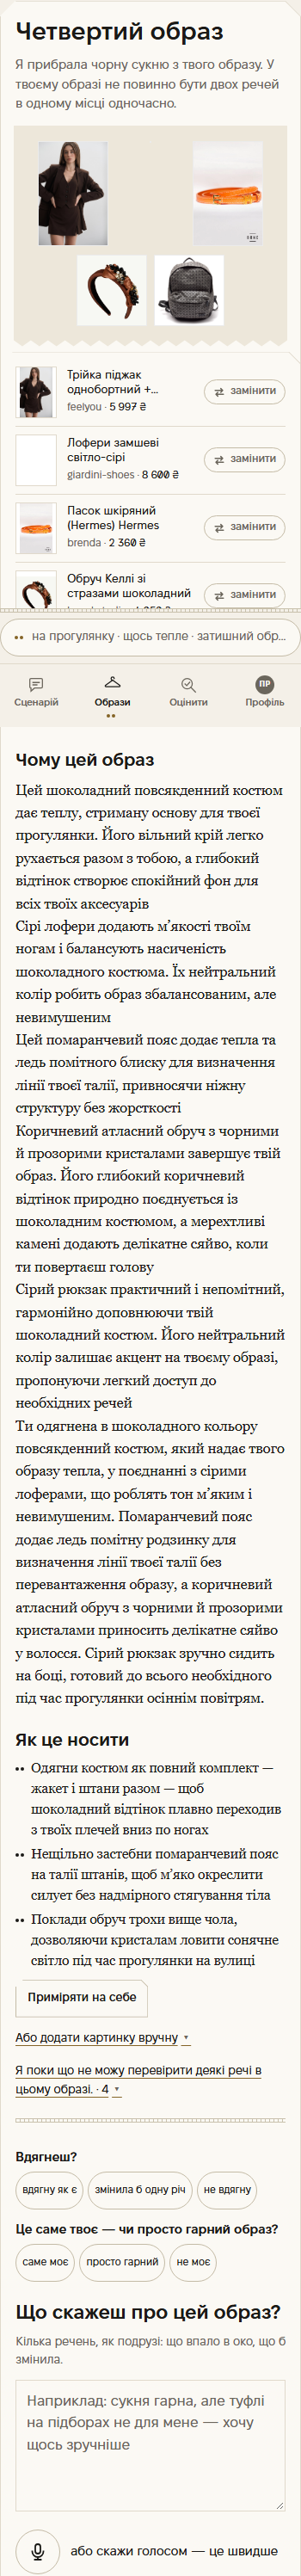 Четвертий образ
Я прибрала чорну сукню з твого образу. У
твоєму образі не повинно бути двох речей
в одному місці одночасно.
Трійка піджак
однобортний +...
feelyou · 5 997 ₴
замінити
Лофери замшеві
світло-сірі
giardini-shoes · 8 600 ₴
замінити
Пасок шкіряний
(Hermes) Hermes
brenda · 2 360 ₴
замінити
Обруч Келлі зі
стразами шоколадний
замінити
на прогулянку · щось тепле · затишний обр...
ПР
Сценарій
Образи
Оцінити
Профіль
Чому цей образ
Цей шоколадний повсякденний костюм
дає теплу, стриману основу для твоєї
прогулянки. Його вільний крій легко
рухається разом з тобою, а глибокий
відтінок створює спокійний фон для
всіх твоїх аксесуарів
Сірі лофери додають м’якості твоїм
ногам і балансують насиченість
шоколадного костюма. Їх нейтральний
колір робить образ збалансованим, але
невимушеним
Цей помаранчевий пояс додає тепла та
ледь помітного блиску для визначення
лінії твоєї талії, привносячи ніжну
структуру без жорсткості
Коричневий атласний обруч з чорними
й прозорими кристалами завершує твій
образ. Його глибокий коричневий
відтінок природно поєднується із
шоколадним костюмом, а мерехтливі
камені додають делікатне сяйво, коли
ти повертаєш голову
Сірий рюкзак практичний і непомітний,
гармонійно доповнюючи твій
шоколадний костюм. Його нейтральний
колір залишає акцент на твоєму образі,
пропонуючи легкий доступ до
необхідних речей
Ти одягнена в шоколадного кольору
повсякденний костюм, який надає твого
образу тепла, у поєднанні з сірими
лоферами, що роблять тон м’яким і
невимушеним. Помаранчевий пояс
додає ледь помітну родзинку для
визначення лінії твоєї талії без
перевантаження образу, а коричневий
атласний обруч з чорними й прозорими
кристалами приносить делікатне сяйво
у волосся. Сірий рюкзак зручно сидить
на боці, готовий до всього необхідного
під час прогулянки осіннім повітрям.
Як це носити
Одягни костюм як повний комплект —
жакет і штани разом — щоб
шоколадний відтінок плавно переходив
з твоїх плечей вниз по ногах
Нещільно застебни помаранчевий пояс
на талії штанів, щоб м’яко окреслити
силует без надмірного стягування тіла
Поклади обруч трохи вище чола,
дозволяючи кристалам ловити сонячне
світло під час прогулянки на вулиці
Приміряти на себе
Або додати картинку вручну
Я поки що не можу перевірити деякі речі в
цьому образі. · 4
Вдягнеш?
вдягну як є
змінила б одну річ
не вдягну
Це саме твоє — чи просто гарний образ?
саме моє
просто гарний
не моє
Що скажеш про цей образ?
Кілька речень, як подрузі: що впало в око, що б
змінила.
Наприклад: сукня гарна, але туфлі
на підборах не для мене — хочу
щось зручніше
або скажи голосом — це швидше